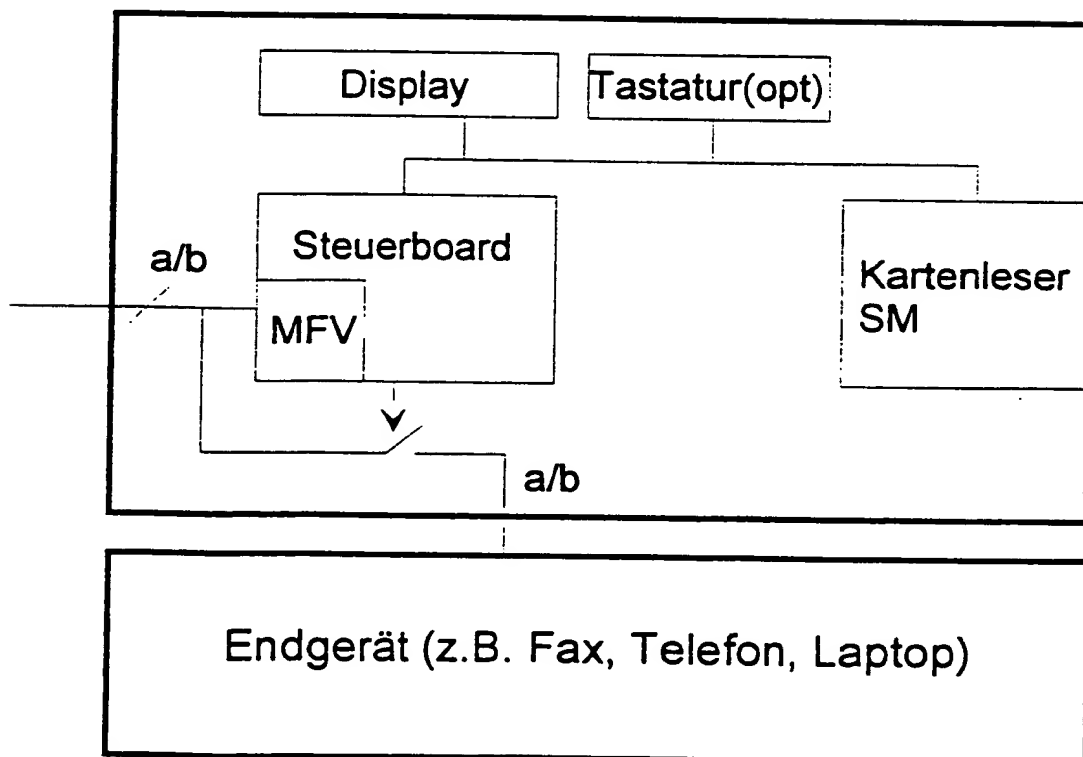 Display
Tastatur(opt)
Steuerboard
a/b
MFV
Kartenleser
SM
a/b
Endgerät (z.B. Fax, Telefon, Laptop)